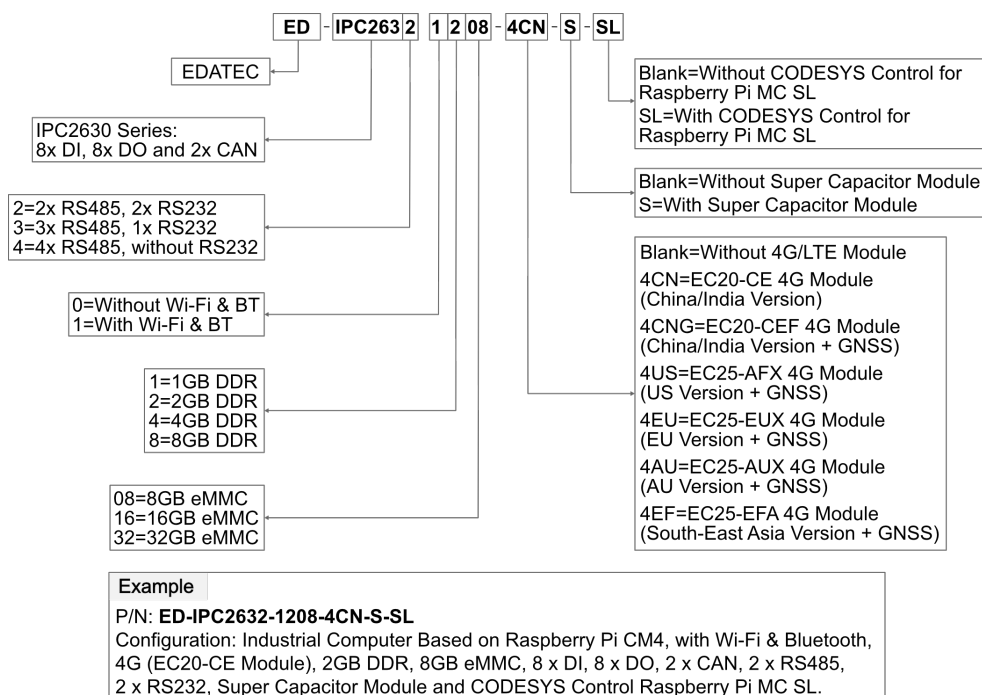 ED - IPC263 2 1 2 08 - 4CN - S - SL
EDATEC
IPC2630 Series:
8x DI, 8x DO and 2x CAN
2=2x RS485, 2x RS232
3=3x RS485, 1x RS232
4=4x RS485, without RS232
0=Without Wi-Fi & BT
1=With Wi-Fi & BT
1=1GB DDR
2=2GB DDR
4=4GB DDR
8=8GB DDR
08=8GB eMMC
16=16GB eMMC
32=32GB eMMC
Blank=Without CODESYS Control for
Raspberry Pi MC SL
SL=With CODESYS Control for
Raspberry Pi MC SL
Blank=Without Super Capacitor Module
S=With Super Capacitor Module
Blank=Without 4G/LTE Module
4CN=EC20-CE 4G Module
(China/India Version)
4CNG=EC20-CEF 4G Module
(China/India Version + GNSS)
4US=EC25-AFX 4G Module
(US Version + GNSS)
4EU=EC25-EUX 4G Module
(EU Version + GNSS)
4AU=EC25-AUX 4G Module
(AU Version + GNSS)
4EF=EC25-EFA 4G Module
(South-East Asia Version + GNSS)
Example
P/N: ED-IPC2632-1208-4CN-S-SL
Configuration: Industrial Computer Based on Raspberry Pi CM4, with Wi-Fi & Bluetooth,
4G (EC20-CE Module), 2GB DDR, 8GB eMMC, 8 x DI, 8 x DO, 2 x CAN, 2 x RS485,
2 x RS232, Super Capacitor Module and CODESYS Control Raspberry Pi MC SL.